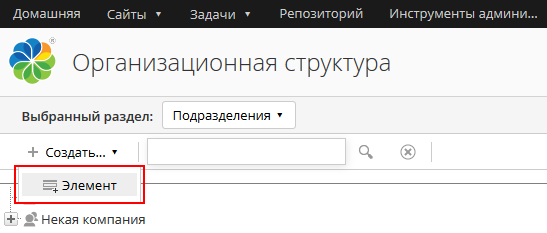 Домашняя Сайты Задачи Репозиторий Инструменты админи...
Организационная структура
Выбранный раздел: Подразделения
Создать...
Элемент
Некая компания